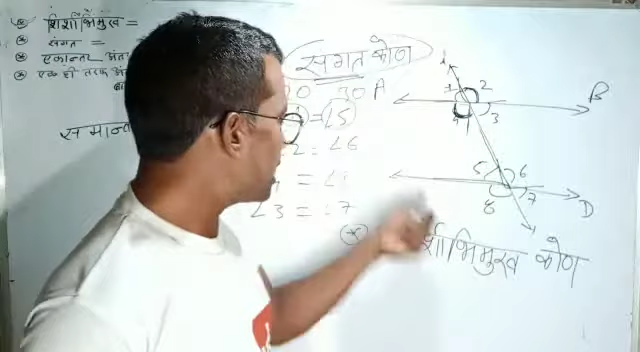 * शिर्षाभिमुख =
* संगत =
* एकान्तर अंत
* एक ही तरफ अं
समान्त
संगत कोण
30
= ∠5
2 = ∠6
= ∠
∠3 = ∠7
* र्शाभिमुख कोण
A B
1 2
4 3
5 6
8 7 D